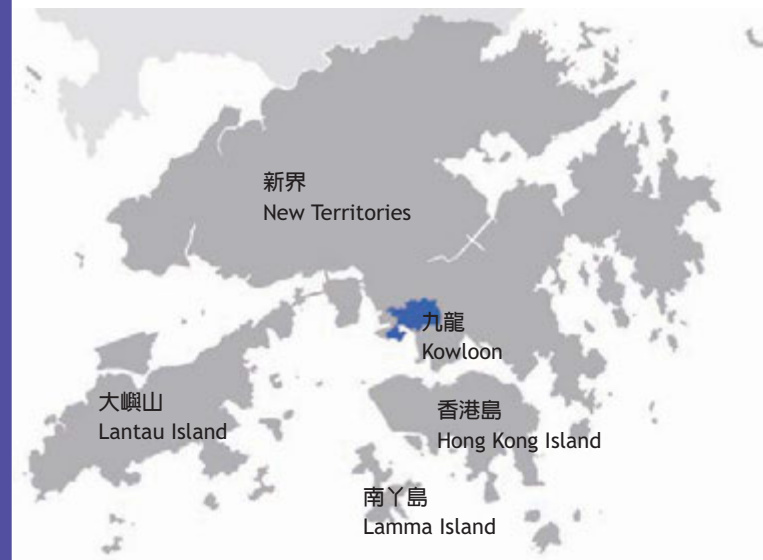 新界
New Territories
九龍
Kowloon
大嶼山
Lantau Island
香港島
Hong Kong Island
南丫島
Lamma Island